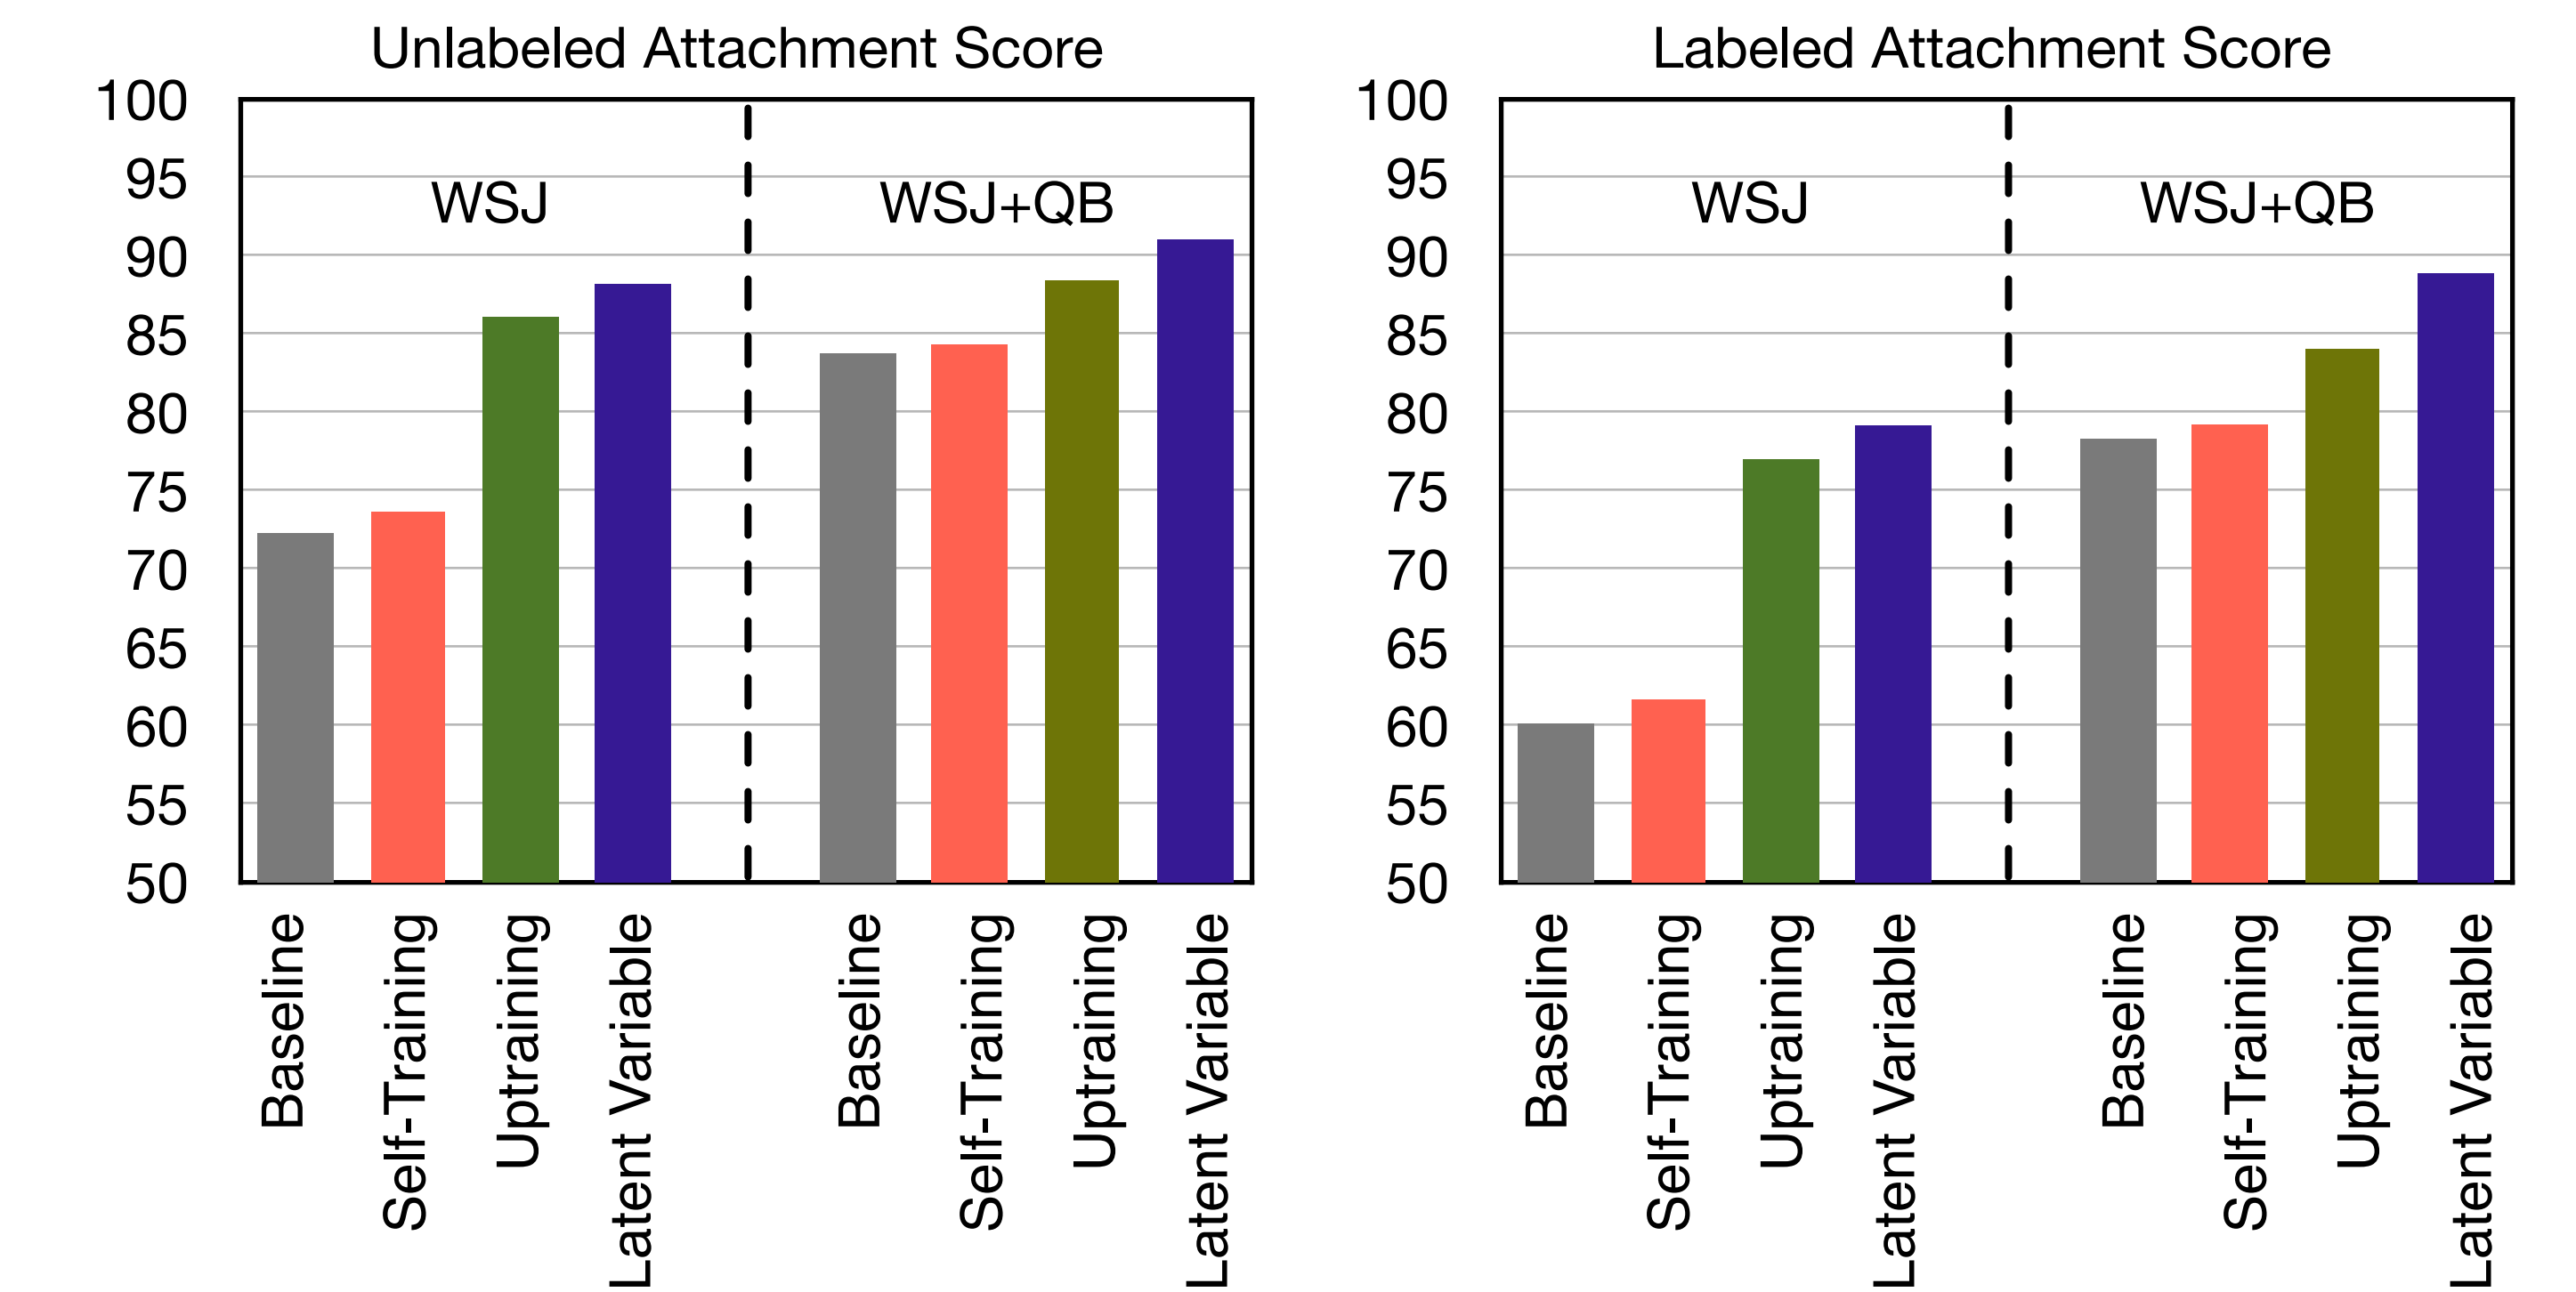 Unlabeled Attachment Score
100
95
90
85
80
75
70
65
60
55
50
WSJ
WSJ+QB
Baseline
Self-Training
Uptraining
Latent Variable
Baseline
Self-Training
Uptraining
Latent Variable
Labeled Attachment Score
100
95
90
85
80
75
70
65
60
55
50
WSJ
WSJ+QB
Baseline
Self-Training
Uptraining
Latent Variable
Baseline
Self-Training
Uptraining
Latent Variable